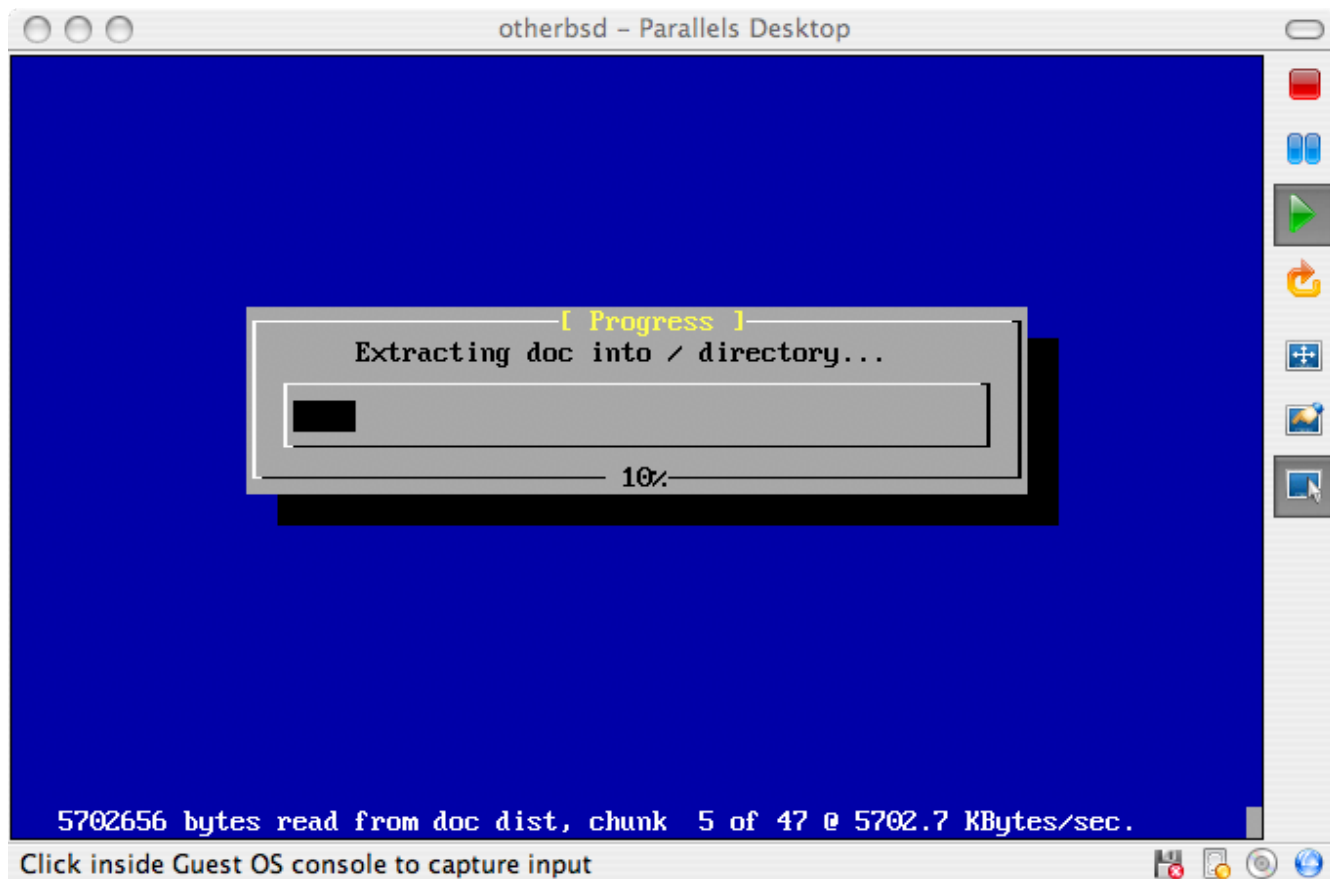 otherbsd – Parallels Desktop
[ Progress ]
Extracting doc into / directory...
10%
5702656 bytes read from doc dist, chunk  5 of 47 @ 5702.7 KBytes/sec.
Click inside Guest OS console to capture input